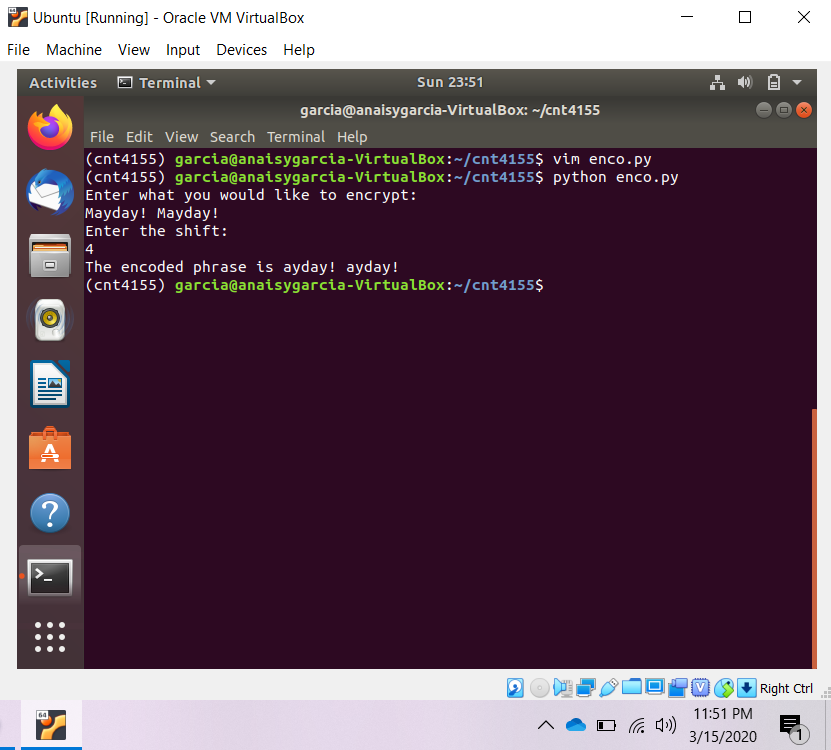 Ubuntu [Running] - Oracle VM VirtualBox
File Machine View Input Devices Help
Activities Terminal Sun 23:51
garcia@anaisygarcia-VirtualBox: ~/cnt4155
File Edit View Search Terminal Help
(cnt4155) garcia@anaisygarcia-VirtualBox:~/cnt4155$ vim enco.py
(cnt4155) garcia@anaisygarcia-VirtualBox:~/cnt4155$ python enco.py
Enter what you would like to encrypt:
Mayday! Mayday!
Enter the shift:
4
The encoded phrase is ayday! ayday!
(cnt4155) garcia@anaisygarcia-VirtualBox:~/cnt4155$
Right Ctrl
64
11:51 PM
3/15/2020
1